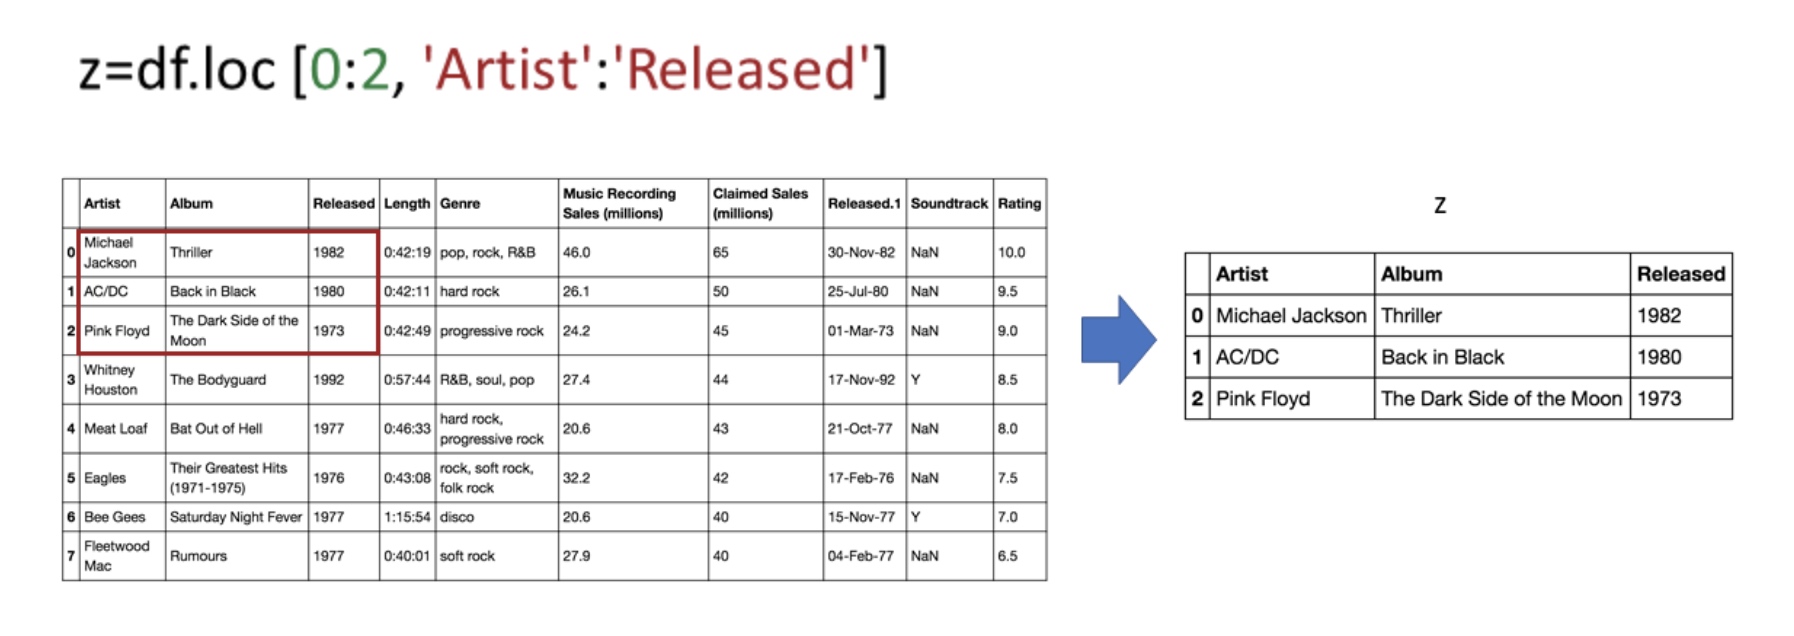 z=df.loc [0:2, 'Artist':'Released']
Artist Album Released Length Genre Music Recording Sales (millions) Claimed Sales (millions) Released.1 Soundtrack Rating
0 Michael Jackson Thriller 1982 0:42:19 pop, rock, R&B 46.0 65 30-Nov-82 NaN 10.0
1 AC/DC Back in Black 1980 0:42:11 hard rock 26.1 50 25-Jul-80 NaN 9.5
2 Pink Floyd The Dark Side of the Moon 1973 0:42:49 progressive rock 24.2 45 01-Mar-73 NaN 9.0
3 Whitney Houston The Bodyguard 1992 0:57:44 R&B, soul, pop 27.4 44 17-Nov-92 Y 8.5
4 Meat Loaf Bat Out of Hell 1977 0:46:33 hard rock, progressive rock 20.6 43 21-Oct-77 NaN 8.0
5 Eagles Their Greatest Hits (1971-1975) 1976 0:43:08 rock, soft rock, folk rock 32.2 42 17-Feb-76 NaN 7.5
6 Bee Gees Saturday Night Fever 1977 1:15:54 disco 20.6 40 15-Nov-77 Y 7.0
7 Fleetwood Mac Rumours 1977 0:40:01 soft rock 27.9 40 04-Feb-77 NaN 6.5
z
Artist Album Released
0 Michael Jackson Thriller 1982
1 AC/DC Back in Black 1980
2 Pink Floyd The Dark Side of the Moon 1973